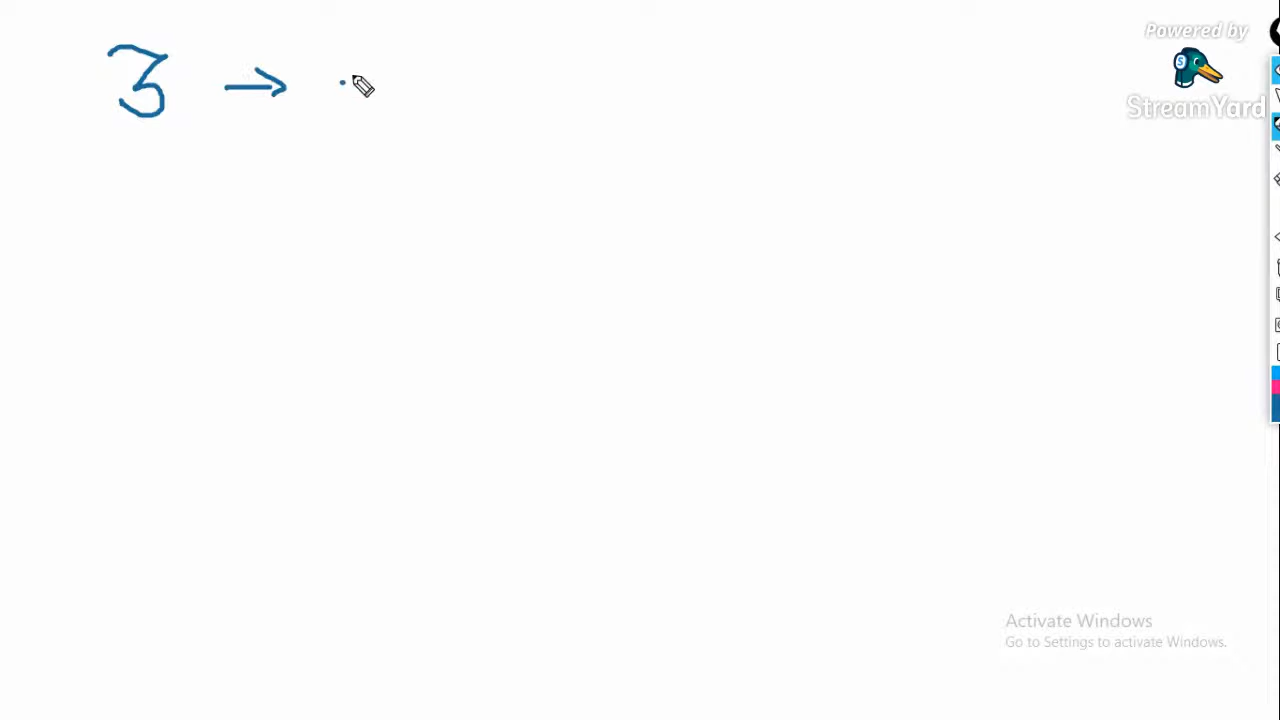 3 →
Powered by
StreamYard
Activate Windows
Go to Settings to activate Windows.